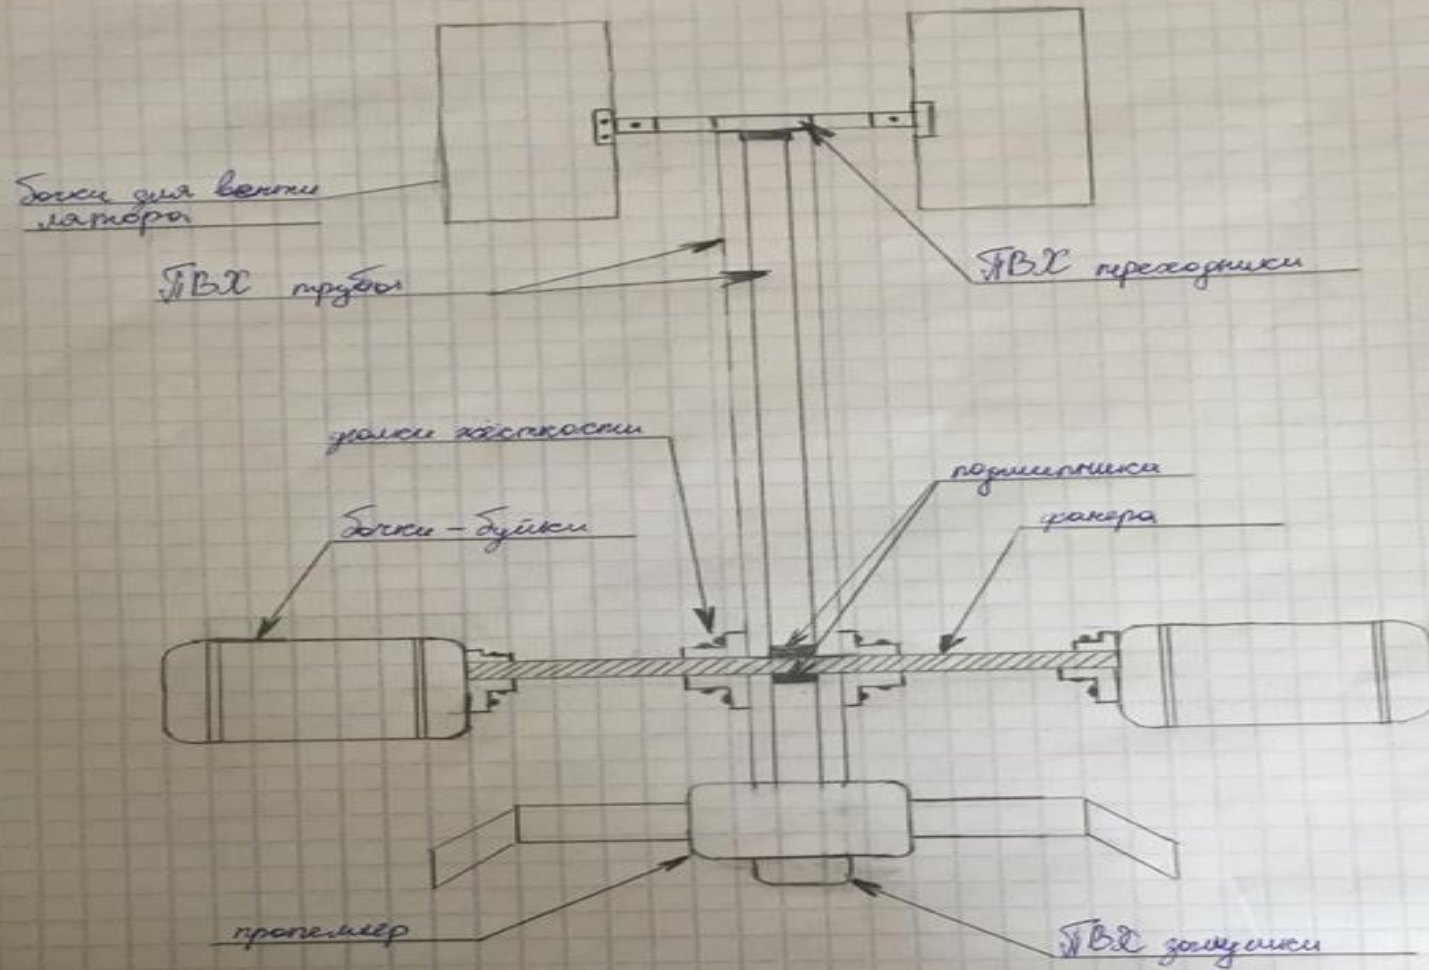 бочки для венти
лятора
ПВХ трубы
ПВХ переходники
уголки жёсткости
подшипники
бочки - буйки
фанера
пропеллер
ПВХ заглушки